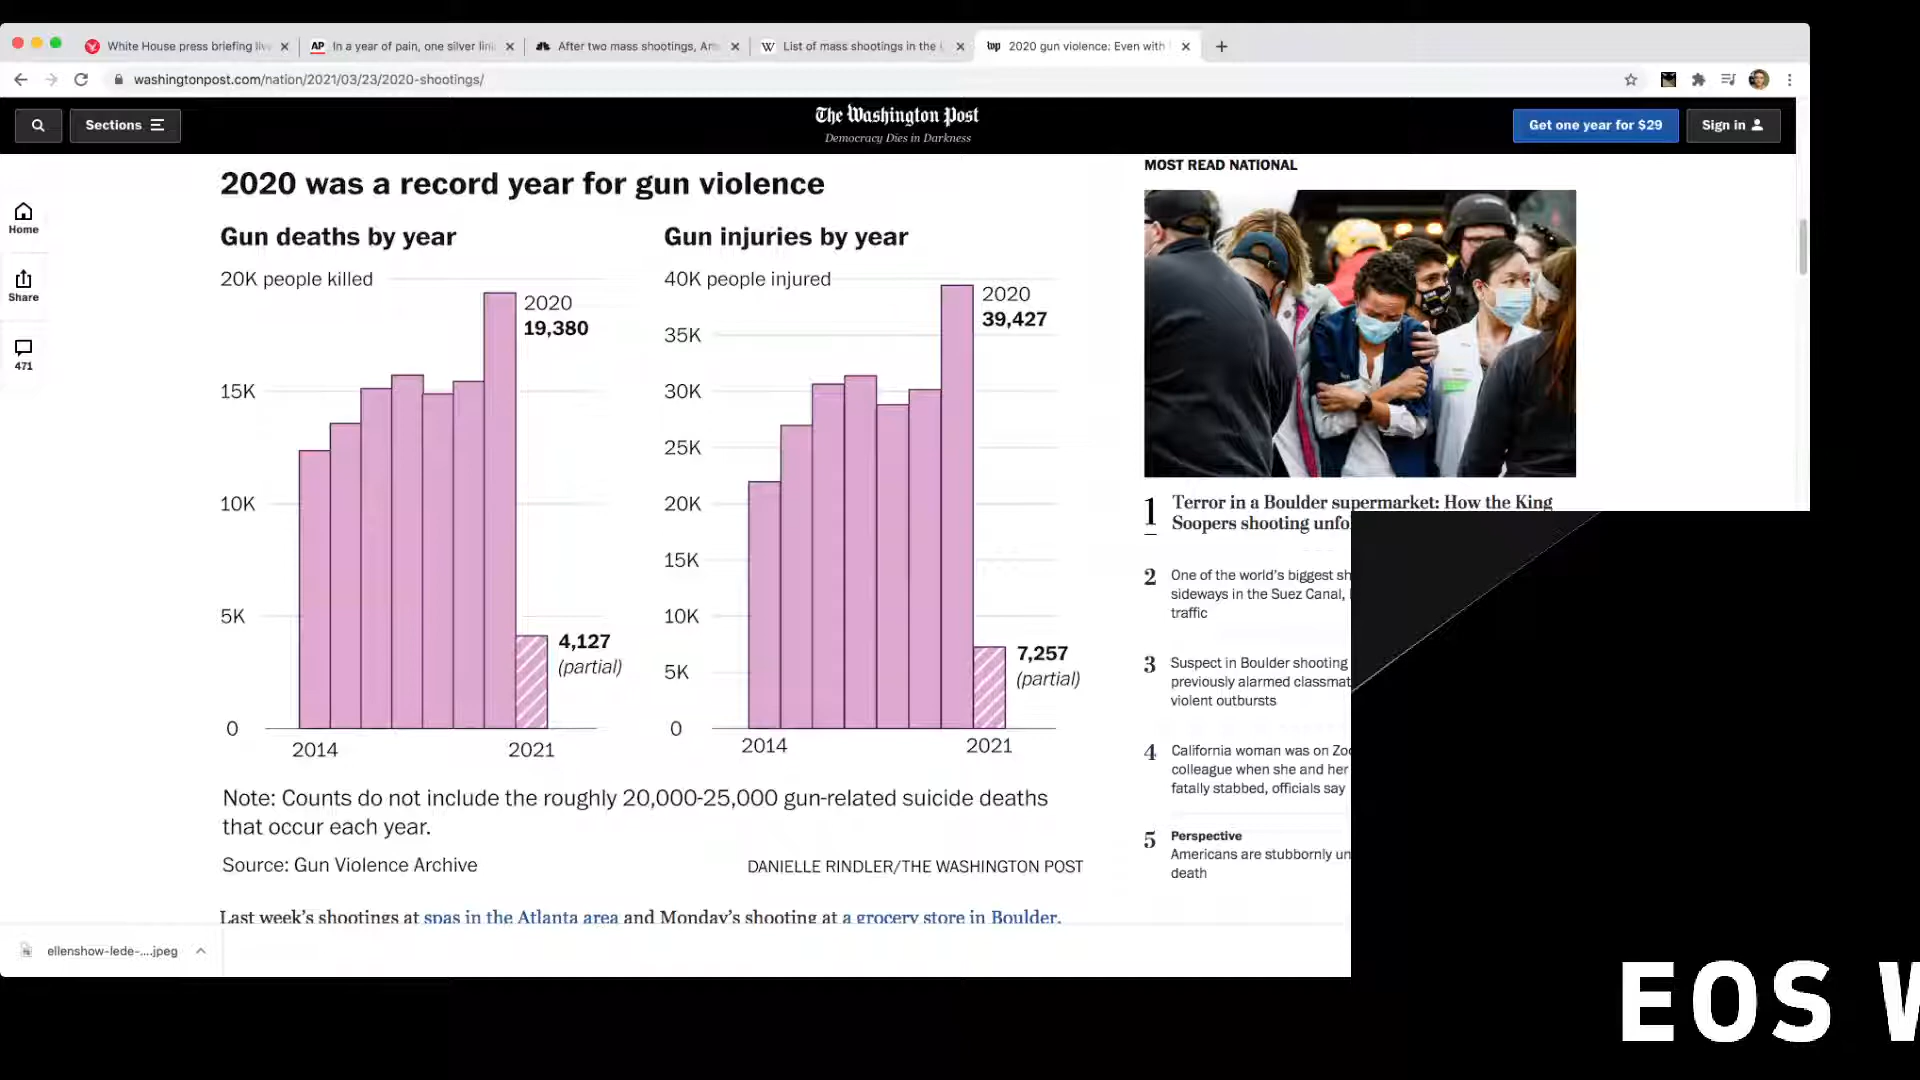 White House press briefing liv
In a year of pain, one silver lin
After two mass shootings, Am
List of mass shootings in the U
2020 gun violence: Even with
washingtonpost.com/nation/2021/03/23/2020-shootings/
Sections
The Washington Post
Democracy Dies in Darkness
Get one year for $29
Sign in
Home
Share
471
2020 was a record year for gun violence
Gun deaths by year
20K people killed
2020
19,380
15K
10K
5K
4,127
(partial)
0
2014
2021
Gun injuries by year
40K people injured
2020
39,427
35K
30K
25K
20K
15K
10K
5K
7,257
(partial)
0
2014
2021
Note: Counts do not include the roughly 20,000-25,000 gun-related suicide deaths
that occur each year.
Source: Gun Violence Archive
DANIELLE RINDLER/THE WASHINGTON POST
Last week's shootings at spas in the Atlanta area and Monday's shooting at a grocery store in Boulder,
MOST READ NATIONAL
1 Terror in a Boulder supermarket: How the King
Soopers shooting unfo
2 One of the world's biggest sh
sideways in the Suez Canal,
traffic
3 Suspect in Boulder shooting
previously alarmed classmat
violent outbursts
4 California woman was on Zoo
colleague when she and her
fatally stabbed, officials say
5 Perspective
Americans are stubbornly un
death
ellenshow-lede-....jpeg
EOS